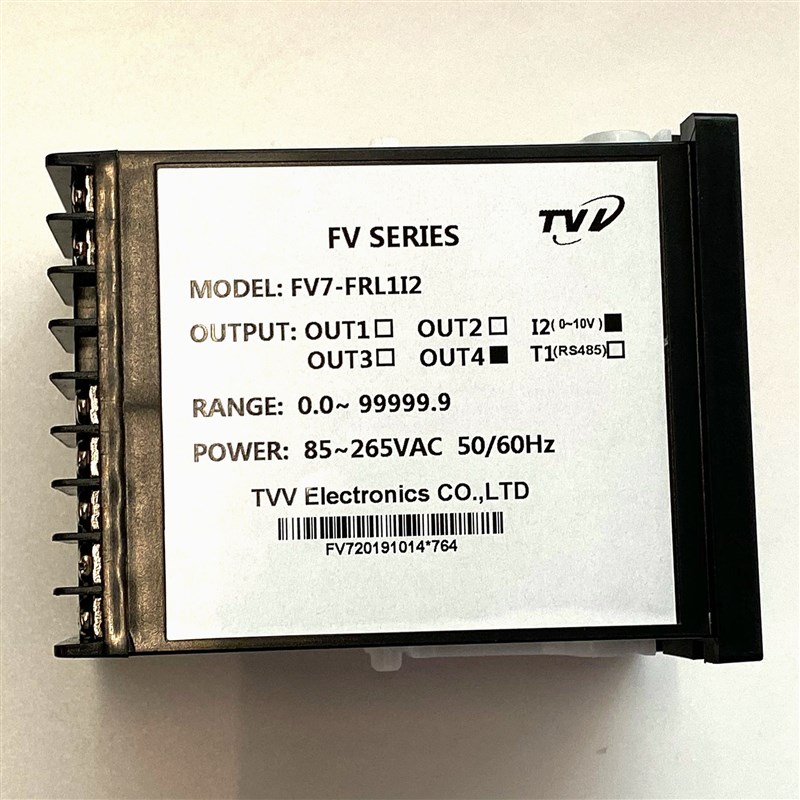 TVV
FV SERIES
MODEL: FV7-FRL1I2
OUTPUT: OUT1□ OUT2□ I2(0~10V)■
OUT3□ OUT4■ T1(RS485)□
RANGE: 0.0~ 99999.9
POWER: 85~265VAC 50/60Hz
TVV Electronics CO.,LTD
FV720191014*764